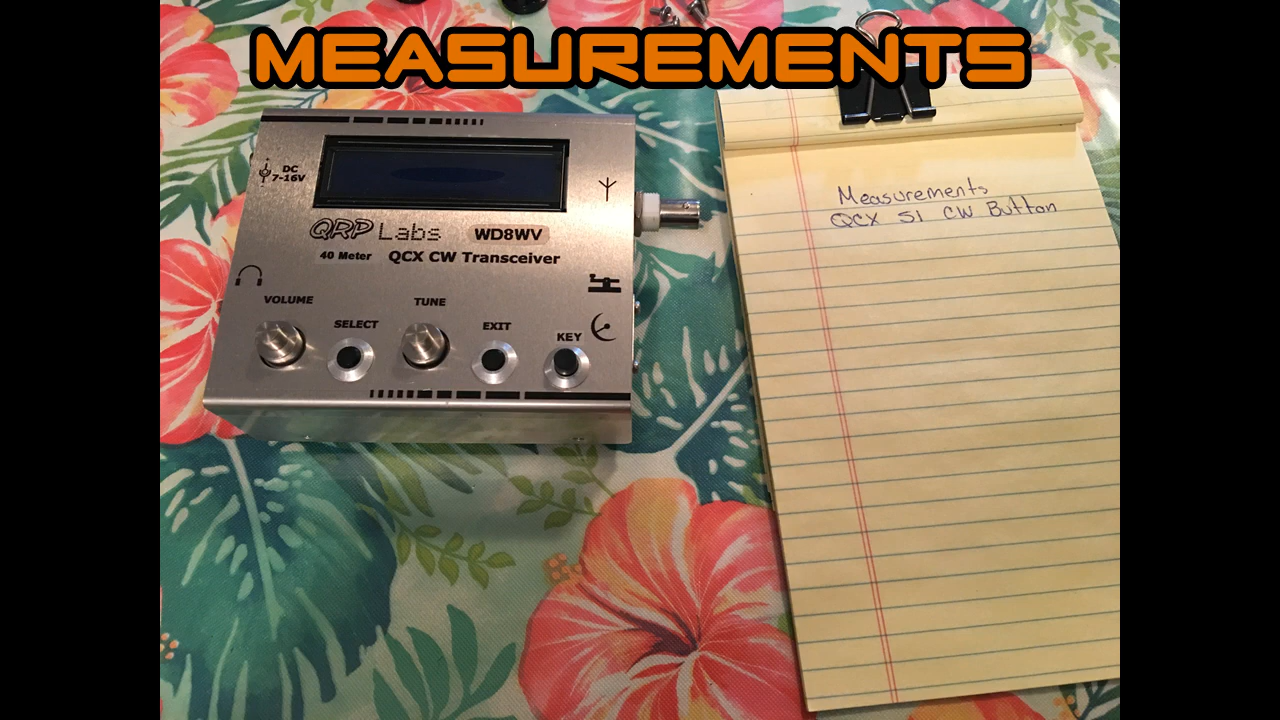 MEASUREMENTS
DC
7-16V
QRP Labs WD8WV
40 Meter QCX CW Transceiver
VOLUME
TUNE
SELECT
EXIT
KEY
Measurements
QCX S1 CW Button